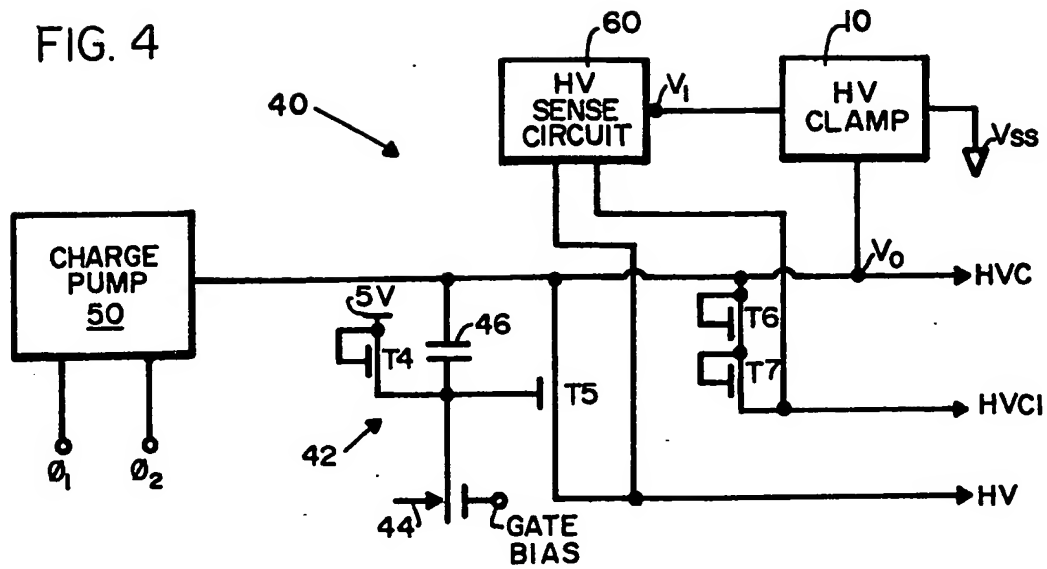 FIG. 4
60
10
HV
SENSE
CIRCUIT
V1
HV
CLAMP
VSS
40
CHARGE
PUMP
50
5V
T4
46
T5
V0
HVC
T6
T7
HVCI
42
Ø1
Ø2
44
GATE
BIAS
HV